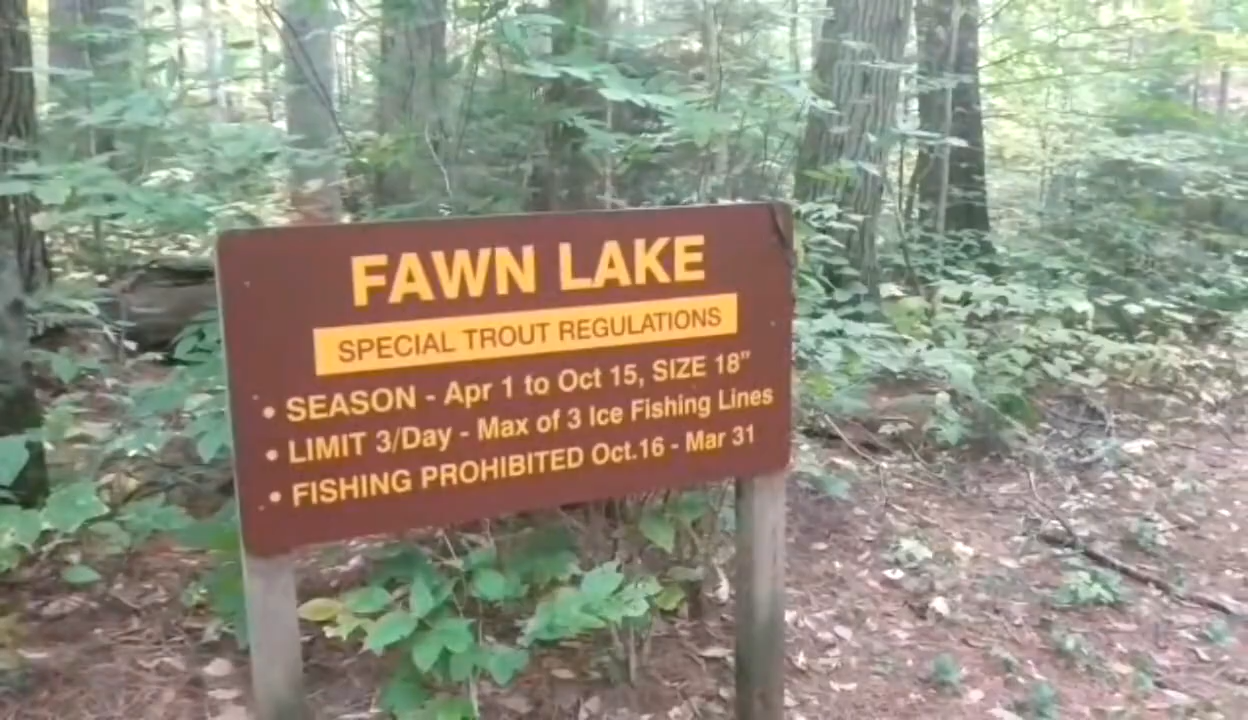 FAWN LAKE
SPECIAL TROUT REGULATIONS
• SEASON - Apr 1 to Oct 15, SIZE 18"
• LIMIT 3/Day - Max of 3 Ice Fishing Lines
• FISHING PROHIBITED Oct.16 - Mar 31